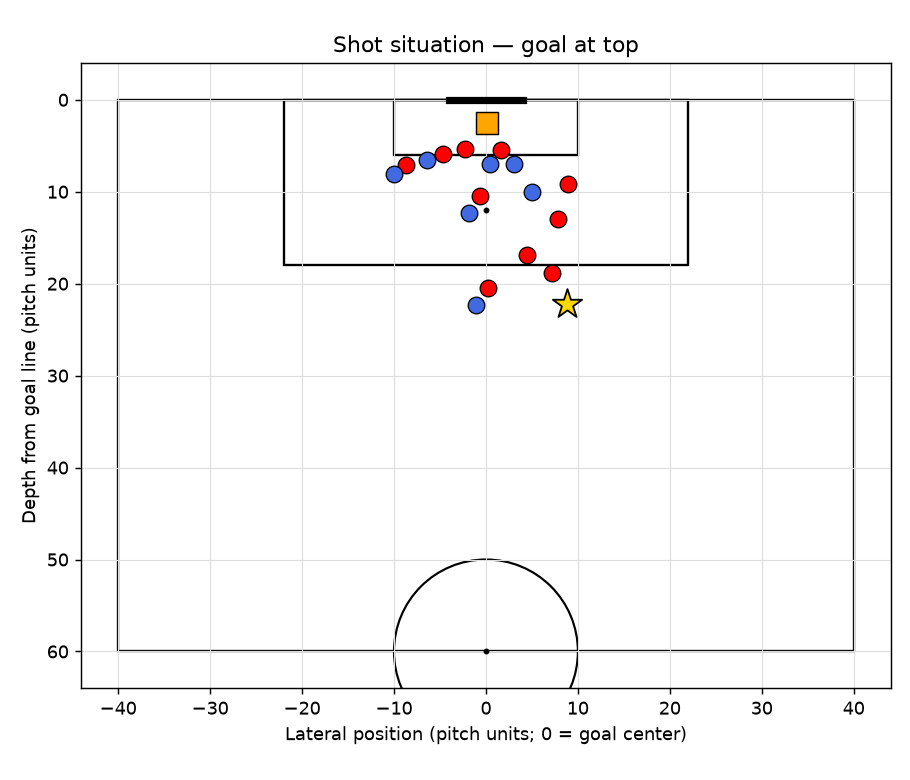 Shot situation — goal at top
0
10
20
30
40
50
60
Depth from goal line (pitch units)
−40 −30 −20 −10 0 10 20 30 40
Lateral position (pitch units; 0 = goal center)